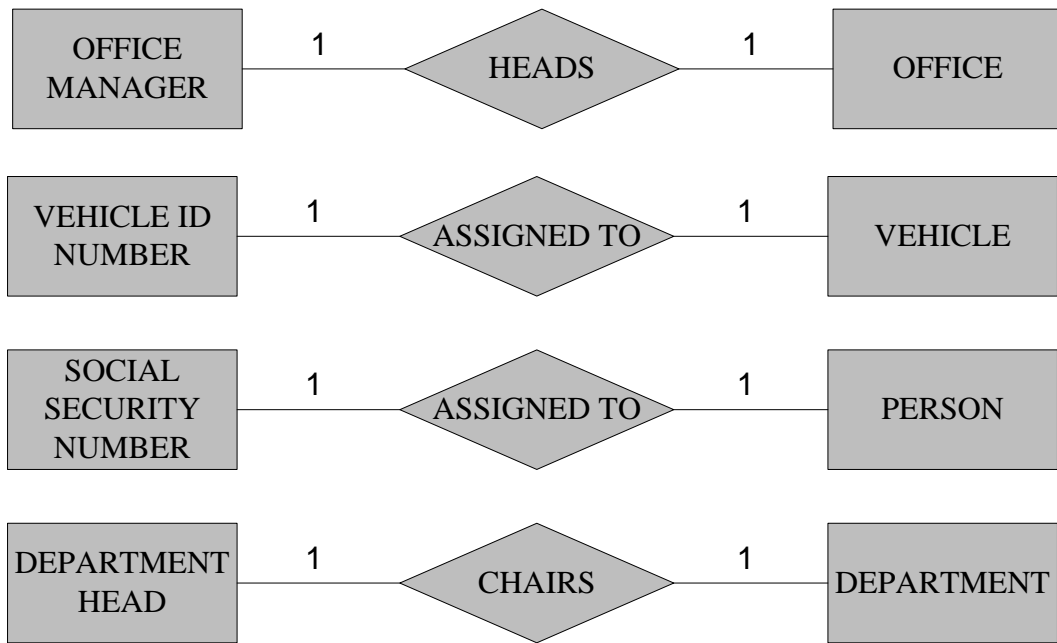 OFFICE
MANAGER
1
HEADS
1
OFFICE
VEHICLE ID
NUMBER
1
ASSIGNED TO
1
VEHICLE
SOCIAL
SECURITY
NUMBER
1
ASSIGNED TO
1
PERSON
DEPARTMENT
HEAD
1
CHAIRS
1
DEPARTMENT